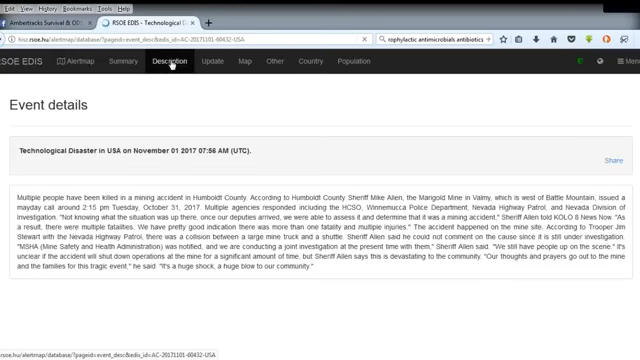 Edit View History Bookmarks Tools Help
Ambertracks Survival & ODS
RSOE EDIS - Technological D
hisz.rsoe.hu/alertmap/database/?pageid=event_desc&edis_id=AC-20171101-60432-USA
rophylactic antimicrobials antibiotics
RSOE EDIS Alertmap Summary Description Update Map Other Country Population Menu
Event details
Technological Disaster in USA on November 01 2017 07:56 AM (UTC).
Share
Multiple people have been killed in a mining accident in Humboldt County. According to Humboldt County Sheriff Mike Allen, the Marigold Mine in Valmy, which is west of Battle Mountain, issued a
mayday call around 2:15 pm Tuesday, October 31, 2017. Multiple agencies responded including the HCSO, Winnemucca Police Department, Nevada Highway Patrol, and Nevada Division of
Investigation. "Not knowing what the situation was up there, once our deputies arrived, we were able to assess it and determine that it was a mining accident," Sheriff Allen told KOLO 8 News Now. "As
a result, there were multiple fatalities. We have pretty good indication there was more than one fatality and multiple injuries. The accident happened on the mine site. According to Trooper Jim
Stewart with the Nevada Highway Patrol, there was a collision between a large mine truck and a shuttle. Sheriff Allen said he could not comment on the cause since it is still under investigation.
"MSHA (Mine Safety and Health Administration) was notified, and we are conducting a joint investigation at the present time with them," Sheriff Allen said. "We still have people up on the scene." It's
unclear if the accident will shut down operations at the mine for a significant amount of time, but Sheriff Allen says this is devastating to the community. "Our thoughts and prayers go out to the mine
and the families for this tragic event," he said. "It's a huge shock, a huge blow to our community."
rsoe.hu/alertmap/database/?pageid=event_desc&edis_id=AC-20171101-60432-USA